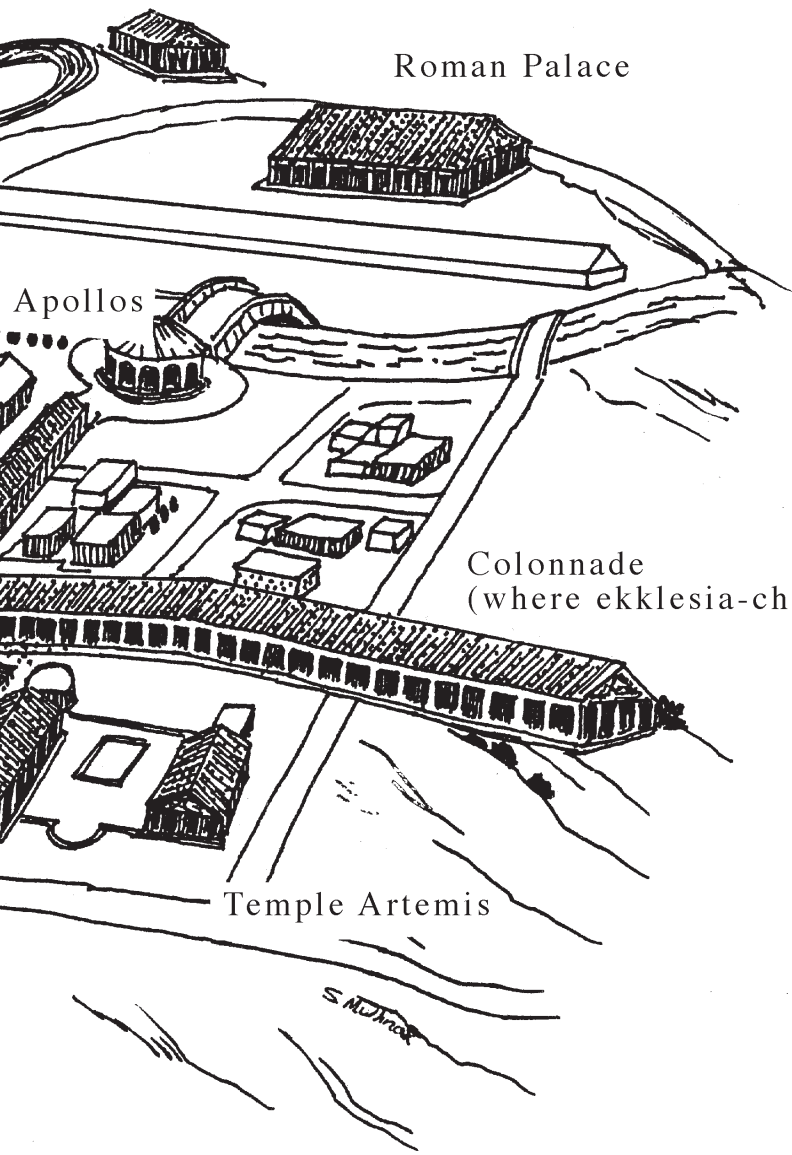 Roman Palace
Apollos
Colonnade
(where ekklesia-ch
Temple Artemis
S